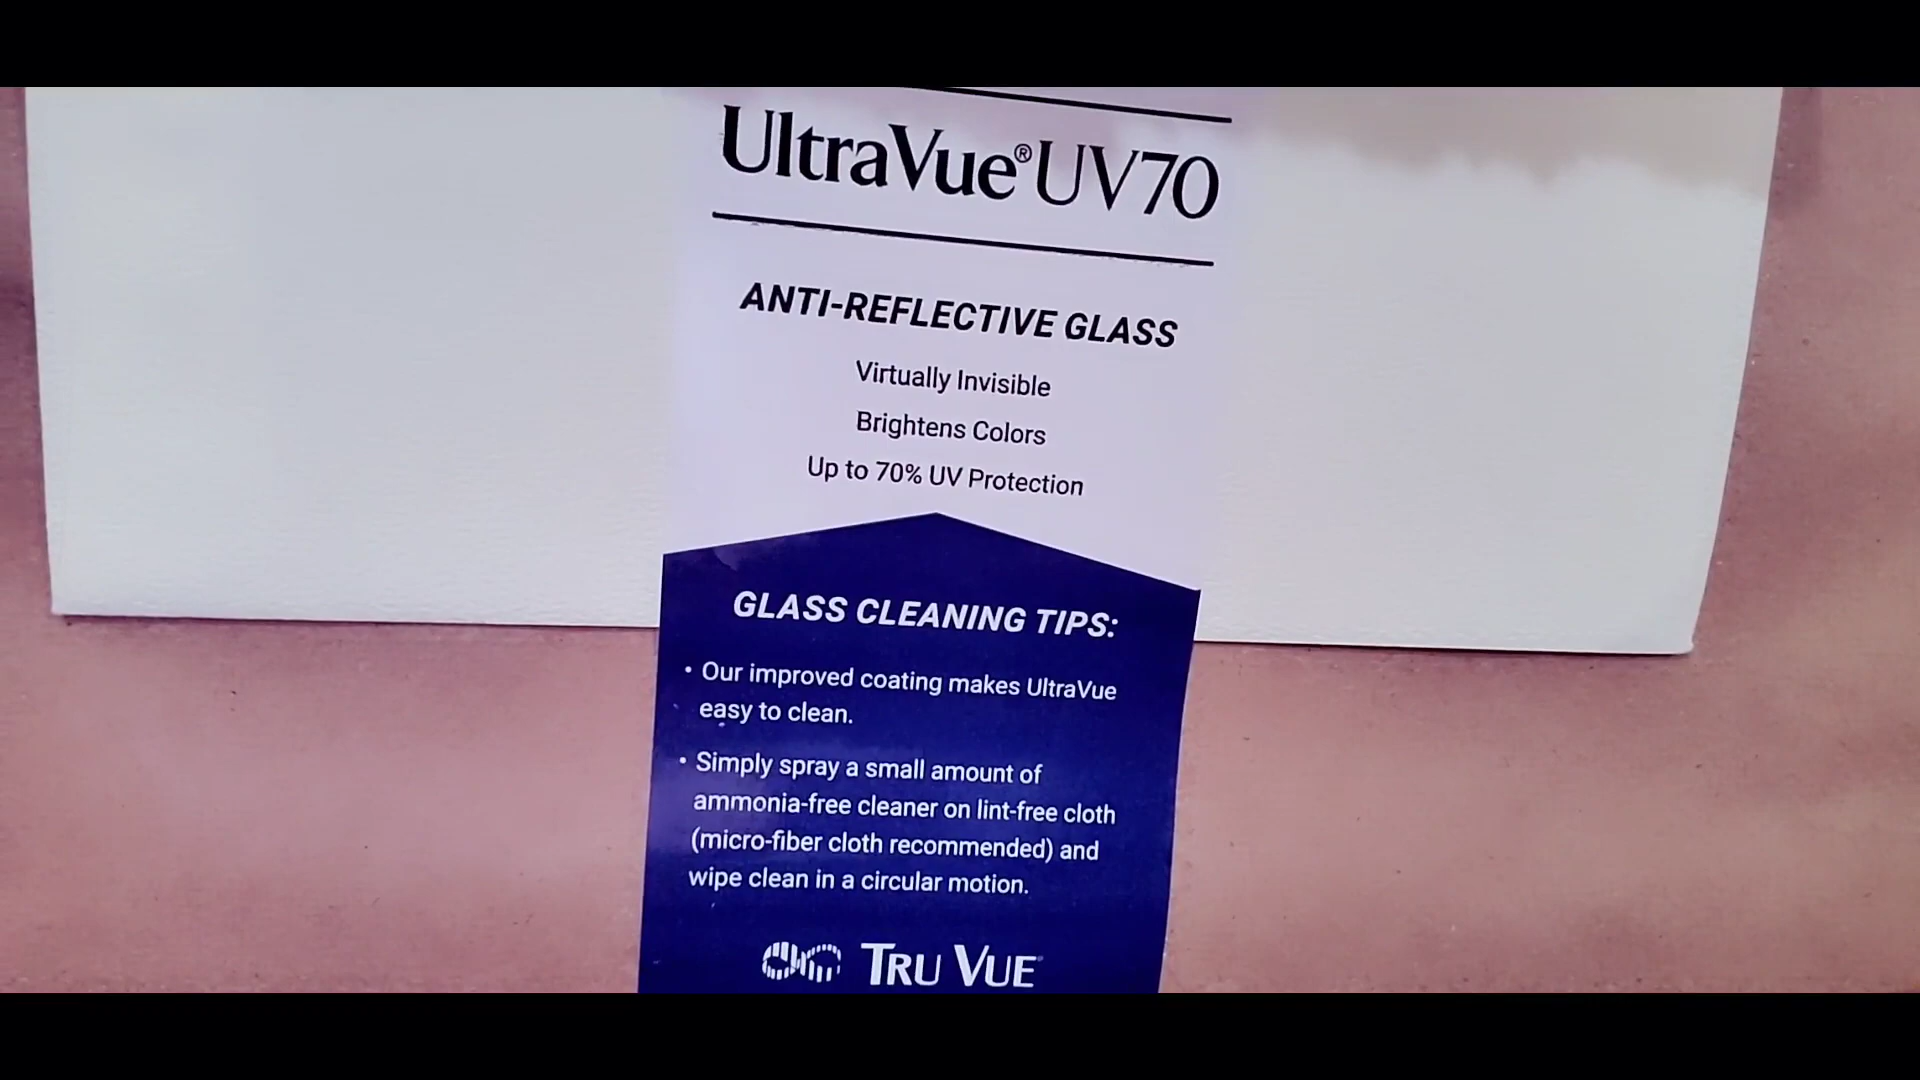 UltraVue® UV70
ANTI-REFLECTIVE GLASS
Virtually Invisible
Brightens Colors
Up to 70% UV Protection
GLASS CLEANING TIPS:
• Our improved coating makes UltraVue
easy to clean.
• Simply spray a small amount of
ammonia-free cleaner on lint-free cloth
(micro-fiber cloth recommended) and
wipe clean in a circular motion.
TRU VUE